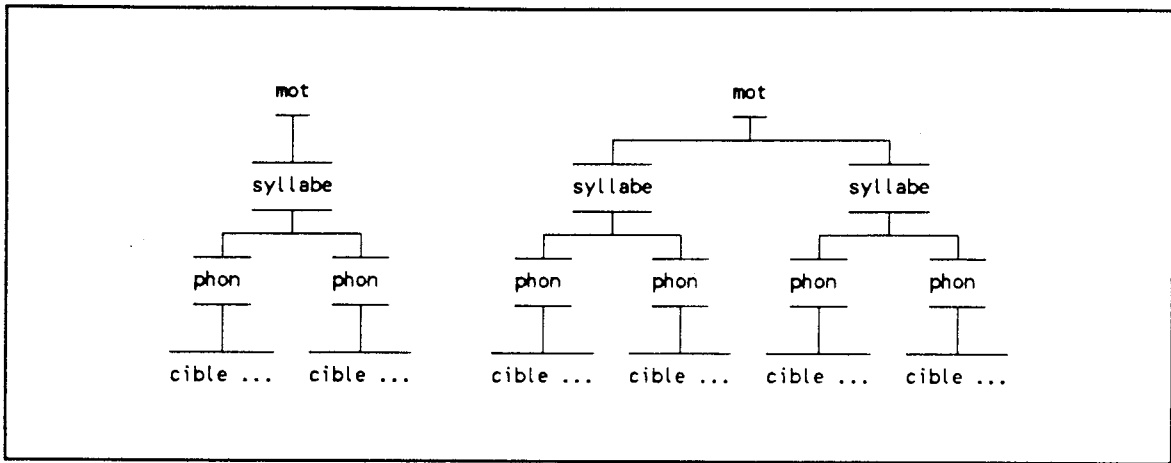 mot mot
syllabe syllabe syllabe
phon phon phon phon phon phon
cible ... cible ... cible ... cible ... cible ... cible ...